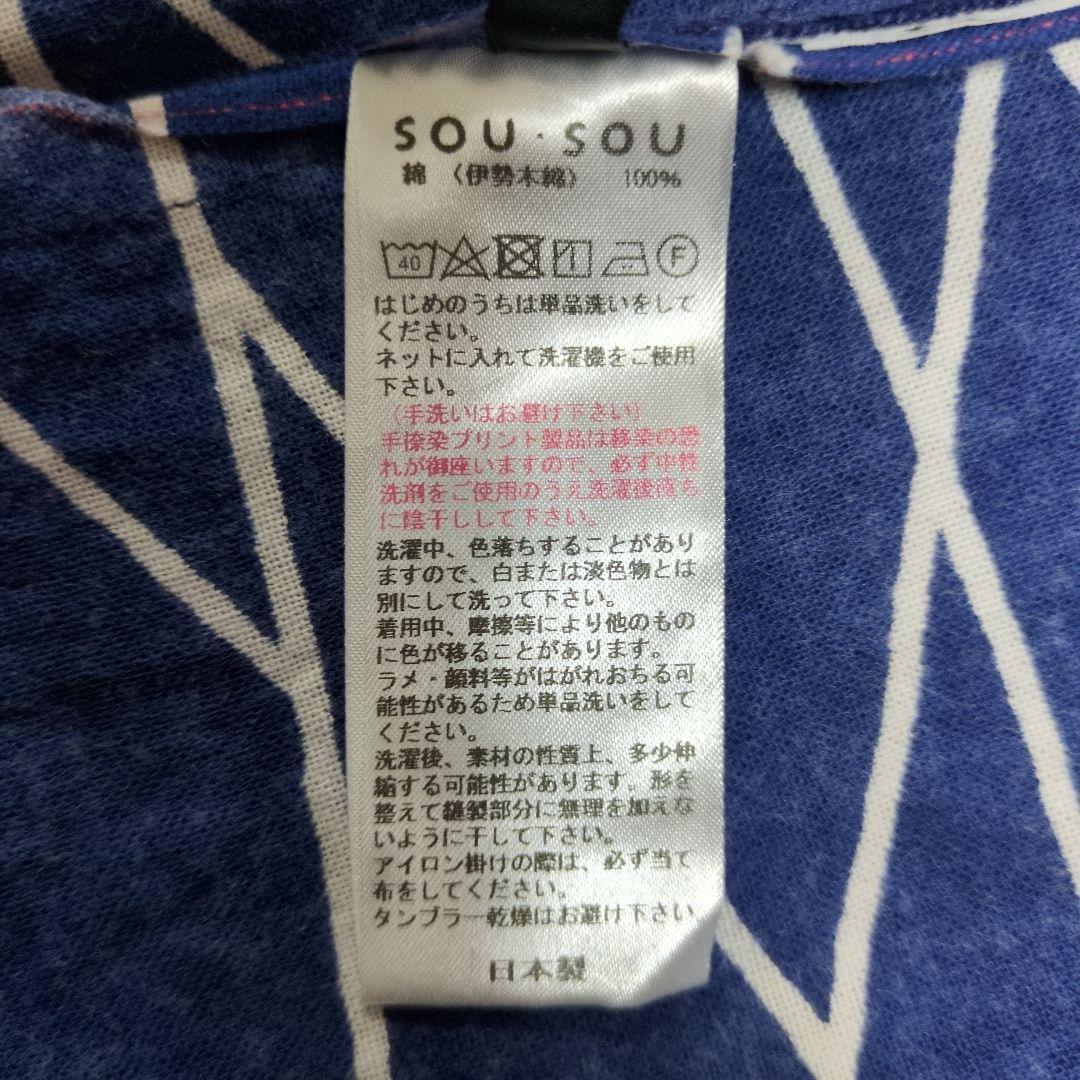 SOU・SOU
綿 〈伊勢木綿〉 100%
40 F
はじめのうちは単品洗いをして
ください。
ネットに入れて洗濯機をご使用
下さい。
（手洗いはお避け下さい）
手捺染プリント製品は移染の恐
れが御座いますので、必ず中性
洗剤をご使用のうえ洗濯後直ち
に陰干しして下さい。
洗濯中、色落ちすることがあり
ますので、白または淡色物とは
別にして洗って下さい。
着用中、摩擦等により他のもの
に色が移ることがあります。
ラメ・顔料等がはがれおちる可
能性があるため単品洗いをして
ください。
洗濯後、素材の性質上、多少伸
縮する可能性があります。形を
整えて縫製部分に無理を加えな
いように干して下さい。
アイロン掛けの際は、必ず当て
布をしてください。
タンブラー乾燥はお避け下さい
日本製